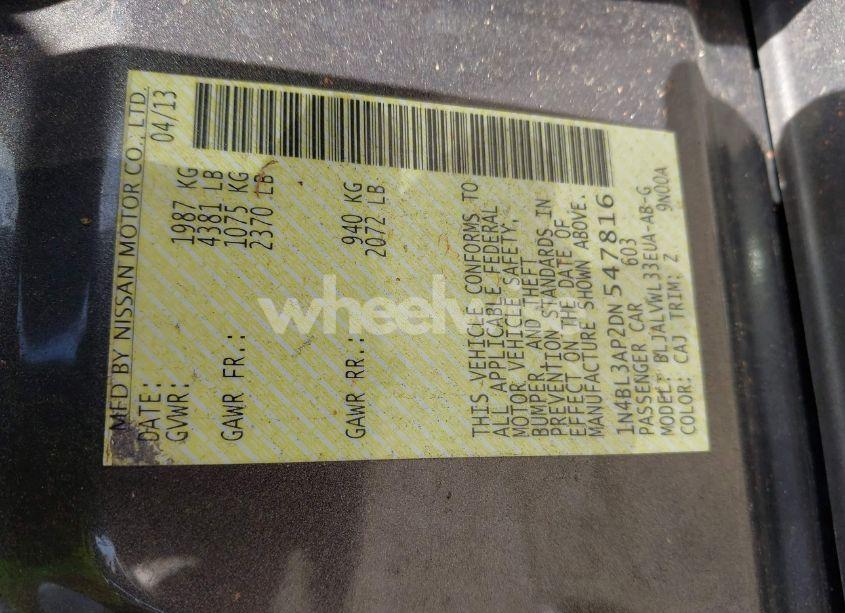 MFD BY NISSAN MOTOR CO., LTD.
DATE: 04/13
GVWR: 1987 KG
4381 LB
GAWR FR.: 1075 KG
2370 LB
GAWR RR.: 940 KG
2072 LB
THIS VEHICLE CONFORMS TO
ALL APPLICABLE FEDERAL
MOTOR VEHICLE SAFETY,
BUMPER, AND THEFT
PREVENTION STANDARDS IN
EFFECT ON THE DATE OF
MANUFACTURE SHOWN ABOVE.
1N4BL3AP2DN547816
PASSENGER CAR 603
MODEL: BLJALVWL33EUA-AB-G
COLOR: CAJ TRIM: Z 9N00A